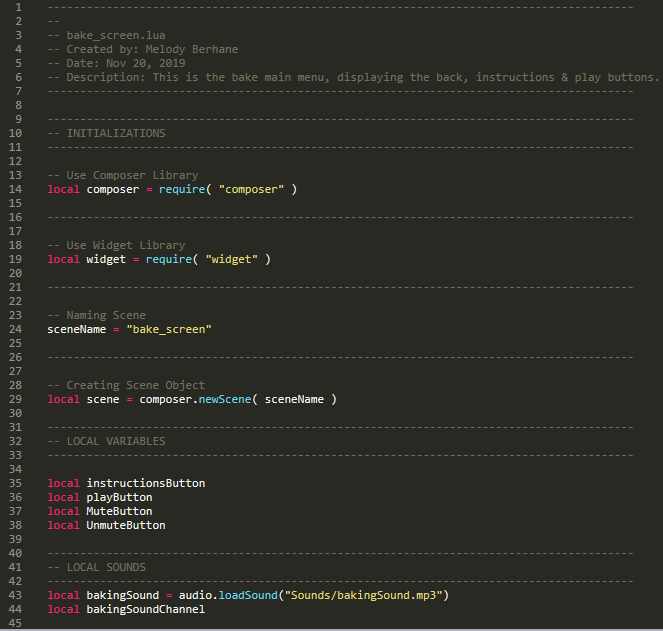 1 -----------------------------------------------------------------------------------------
2 --
3 -- bake_screen.lua
4 -- Created by: Melody Berhane
5 -- Date: Nov 20, 2019
6 -- Description: This is the bake main menu, displaying the back, instructions & play buttons.
7 -----------------------------------------------------------------------------------------
8
9 -----------------------------------------------------------------------------------------
10 -- INITIALIZATIONS
11 -----------------------------------------------------------------------------------------
12
13 -- Use Composer Library
14 local composer = require( "composer" )
15
16 -----------------------------------------------------------------------------------------
17
18 -- Use Widget Library
19 local widget = require( "widget" )
20
21 -----------------------------------------------------------------------------------------
22
23 -- Naming Scene
24 sceneName = "bake_screen"
25
26 -----------------------------------------------------------------------------------------
27
28 -- Creating Scene Object
29 local scene = composer.newScene( sceneName )
30
31 -----------------------------------------------------------------------------------------
32 -- LOCAL VARIABLES
33 -----------------------------------------------------------------------------------------
34
35 local instructionsButton
36 local playButton
37 local MuteButton
38 local UnmuteButton
39
40 -----------------------------------------------------------------------------------------
41 -- LOCAL SOUNDS
42 -----------------------------------------------------------------------------------------
43 local bakingSound = audio.loadSound("Sounds/bakingSound.mp3")
44 local bakingSoundChannel
45